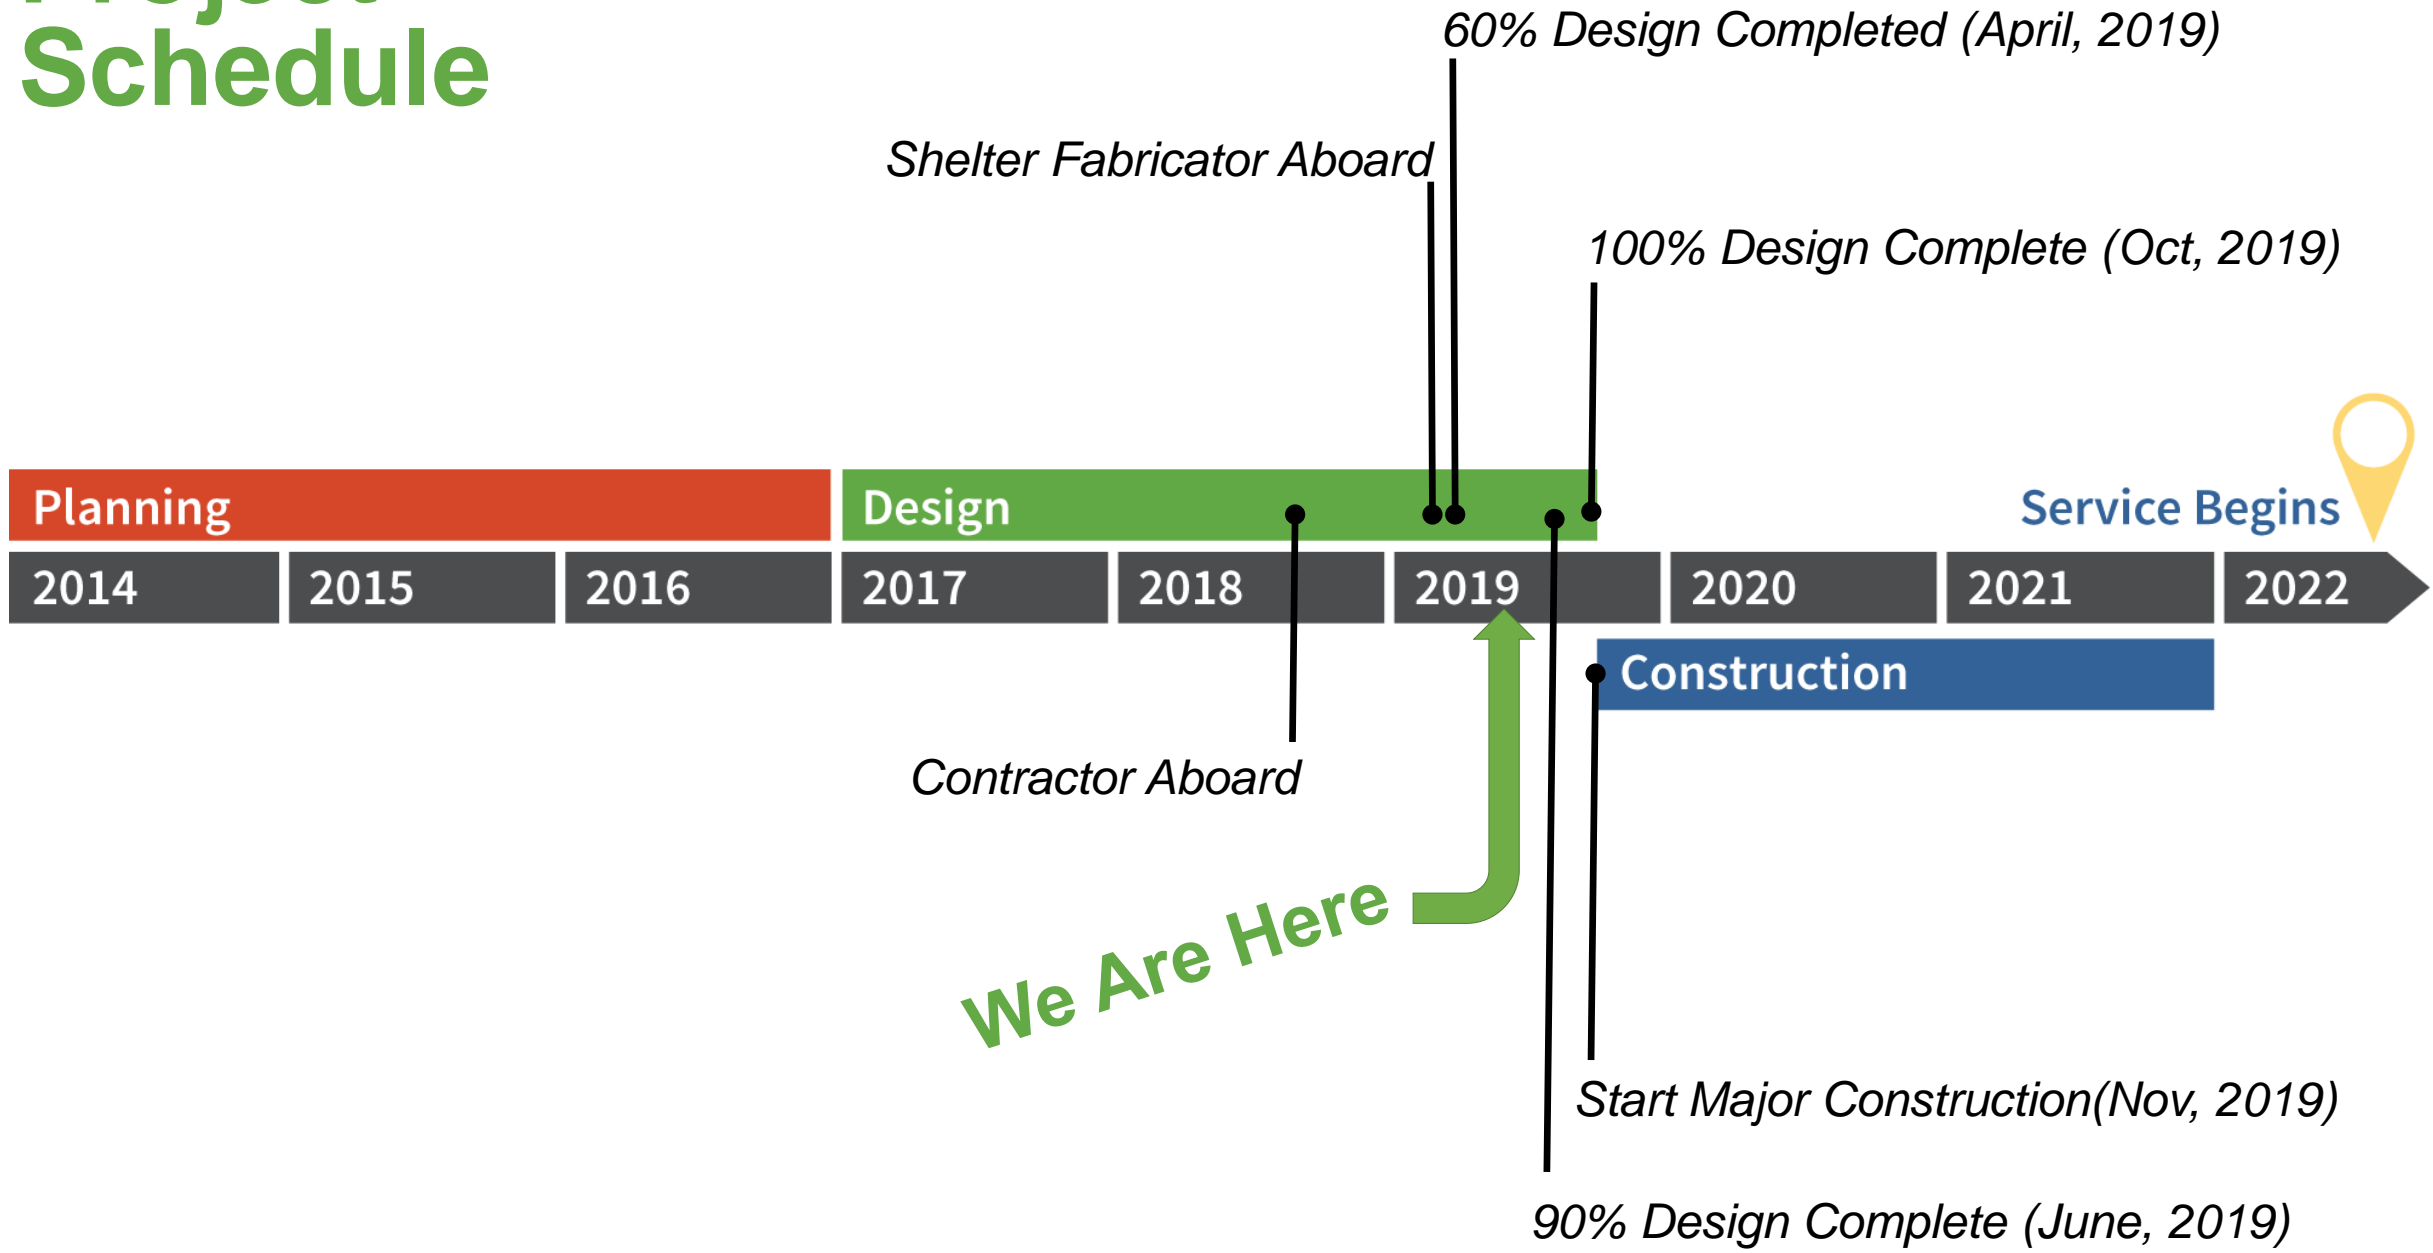 Project
Schedule
60% Design Completed (April, 2019)
Shelter Fabricator Aboard
100% Design Complete (Oct, 2019)
Planning
Design
Service Begins
2014
2015
2016
2017
2018
2019
2020
2021
2022
Construction
Contractor Aboard
We Are Here
Start Major Construction(Nov, 2019)
90% Design Complete (June, 2019)